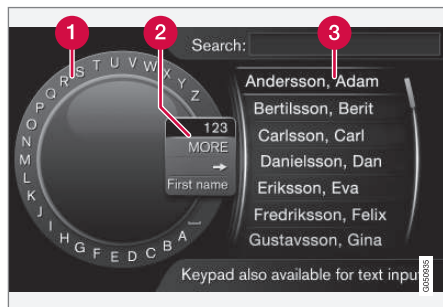 1
2
3
Search:
A B C D E F G H I J K L M N O P Q R S T U V W X Y Z
123
MORE
First name
Andersson, Adam
Bertilsson, Berit
Carlsson, Carl
Danielsson, Dan
Eriksson, Eva
Fredriksson, Felix
Gustavsson, Gina
Keypad also available for text input
G050935